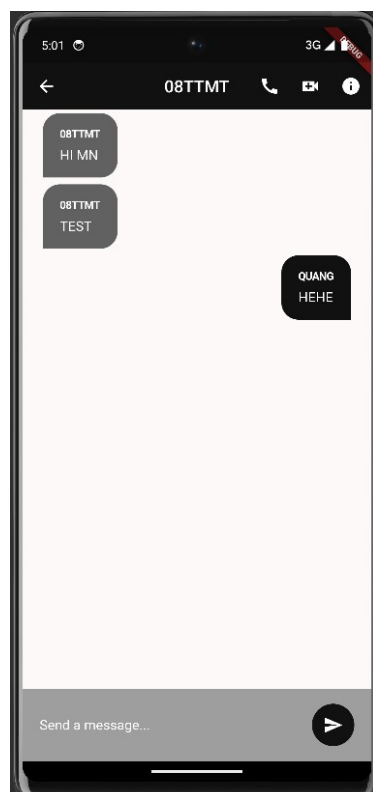 5:01
3G
DEBUG
08TTMT
08TTMT
HI MN
08TTMT
TEST
QUANG
HEHE
Send a message...